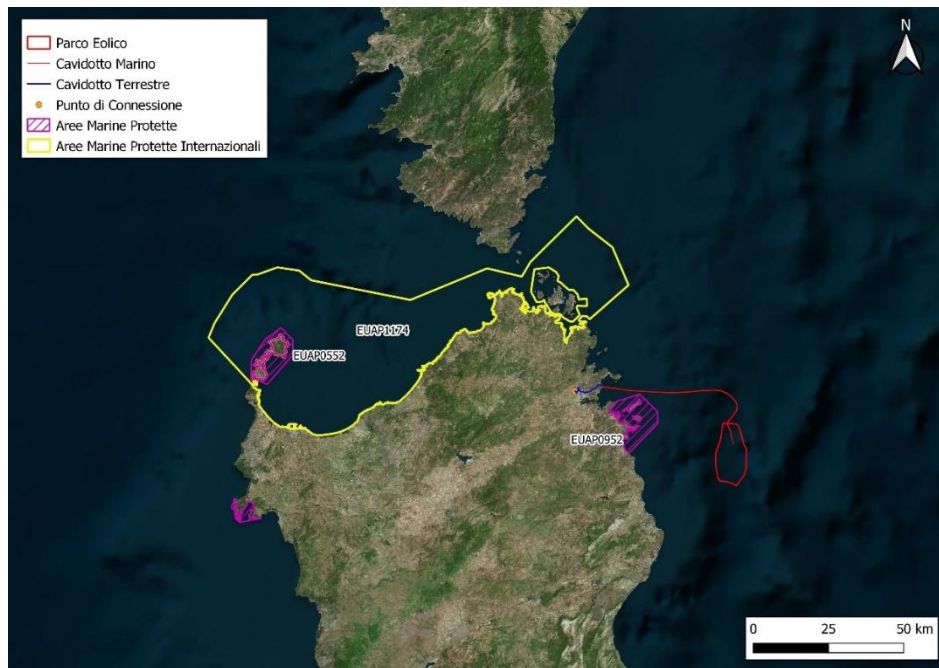 Parco Eolico
Cavidotto Marino
Cavidotto Terrestre
Punto di Connessione
Aree Marine Protette
Aree Marine Protette Internazionali
N
EUAP1174
EUAP0552
EUAP0952
0 25 50 km